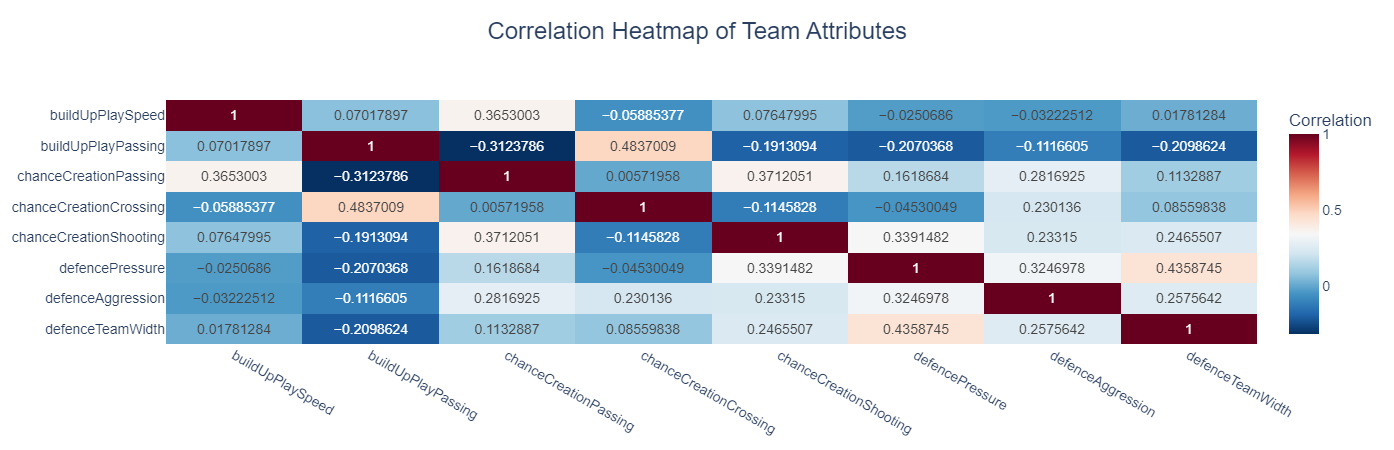 Correlation Heatmap of Team Attributes
buildUpPlaySpeed 1 0.07017897 0.3653003 −0.05885377 0.07647995 −0.0250686 −0.03222512 0.01781284
buildUpPlayPassing 0.07017897 1 −0.3123786 0.4837009 −0.1913094 −0.2070368 −0.1116605 −0.2098624
chanceCreationPassing 0.3653003 −0.3123786 1 0.00571958 0.3712051 0.1618684 0.2816925 0.1132887
chanceCreationCrossing −0.05885377 0.4837009 0.00571958 1 −0.1145828 −0.04530049 0.230136 0.08559838
chanceCreationShooting 0.07647995 −0.1913094 0.3712051 −0.1145828 1 0.3391482 0.23315 0.2465507
defencePressure −0.0250686 −0.2070368 0.1618684 −0.04530049 0.3391482 1 0.3246978 0.4358745
defenceAggression −0.03222512 −0.1116605 0.2816925 0.230136 0.23315 0.3246978 1 0.2575642
defenceTeamWidth 0.01781284 −0.2098624 0.1132887 0.08559838 0.2465507 0.4358745 0.2575642 1
buildUpPlaySpeed buildUpPlayPassing chanceCreationPassing chanceCreationCrossing chanceCreationShooting defencePressure defenceAggression defenceTeamWidth
Correlation
1
0.5
0